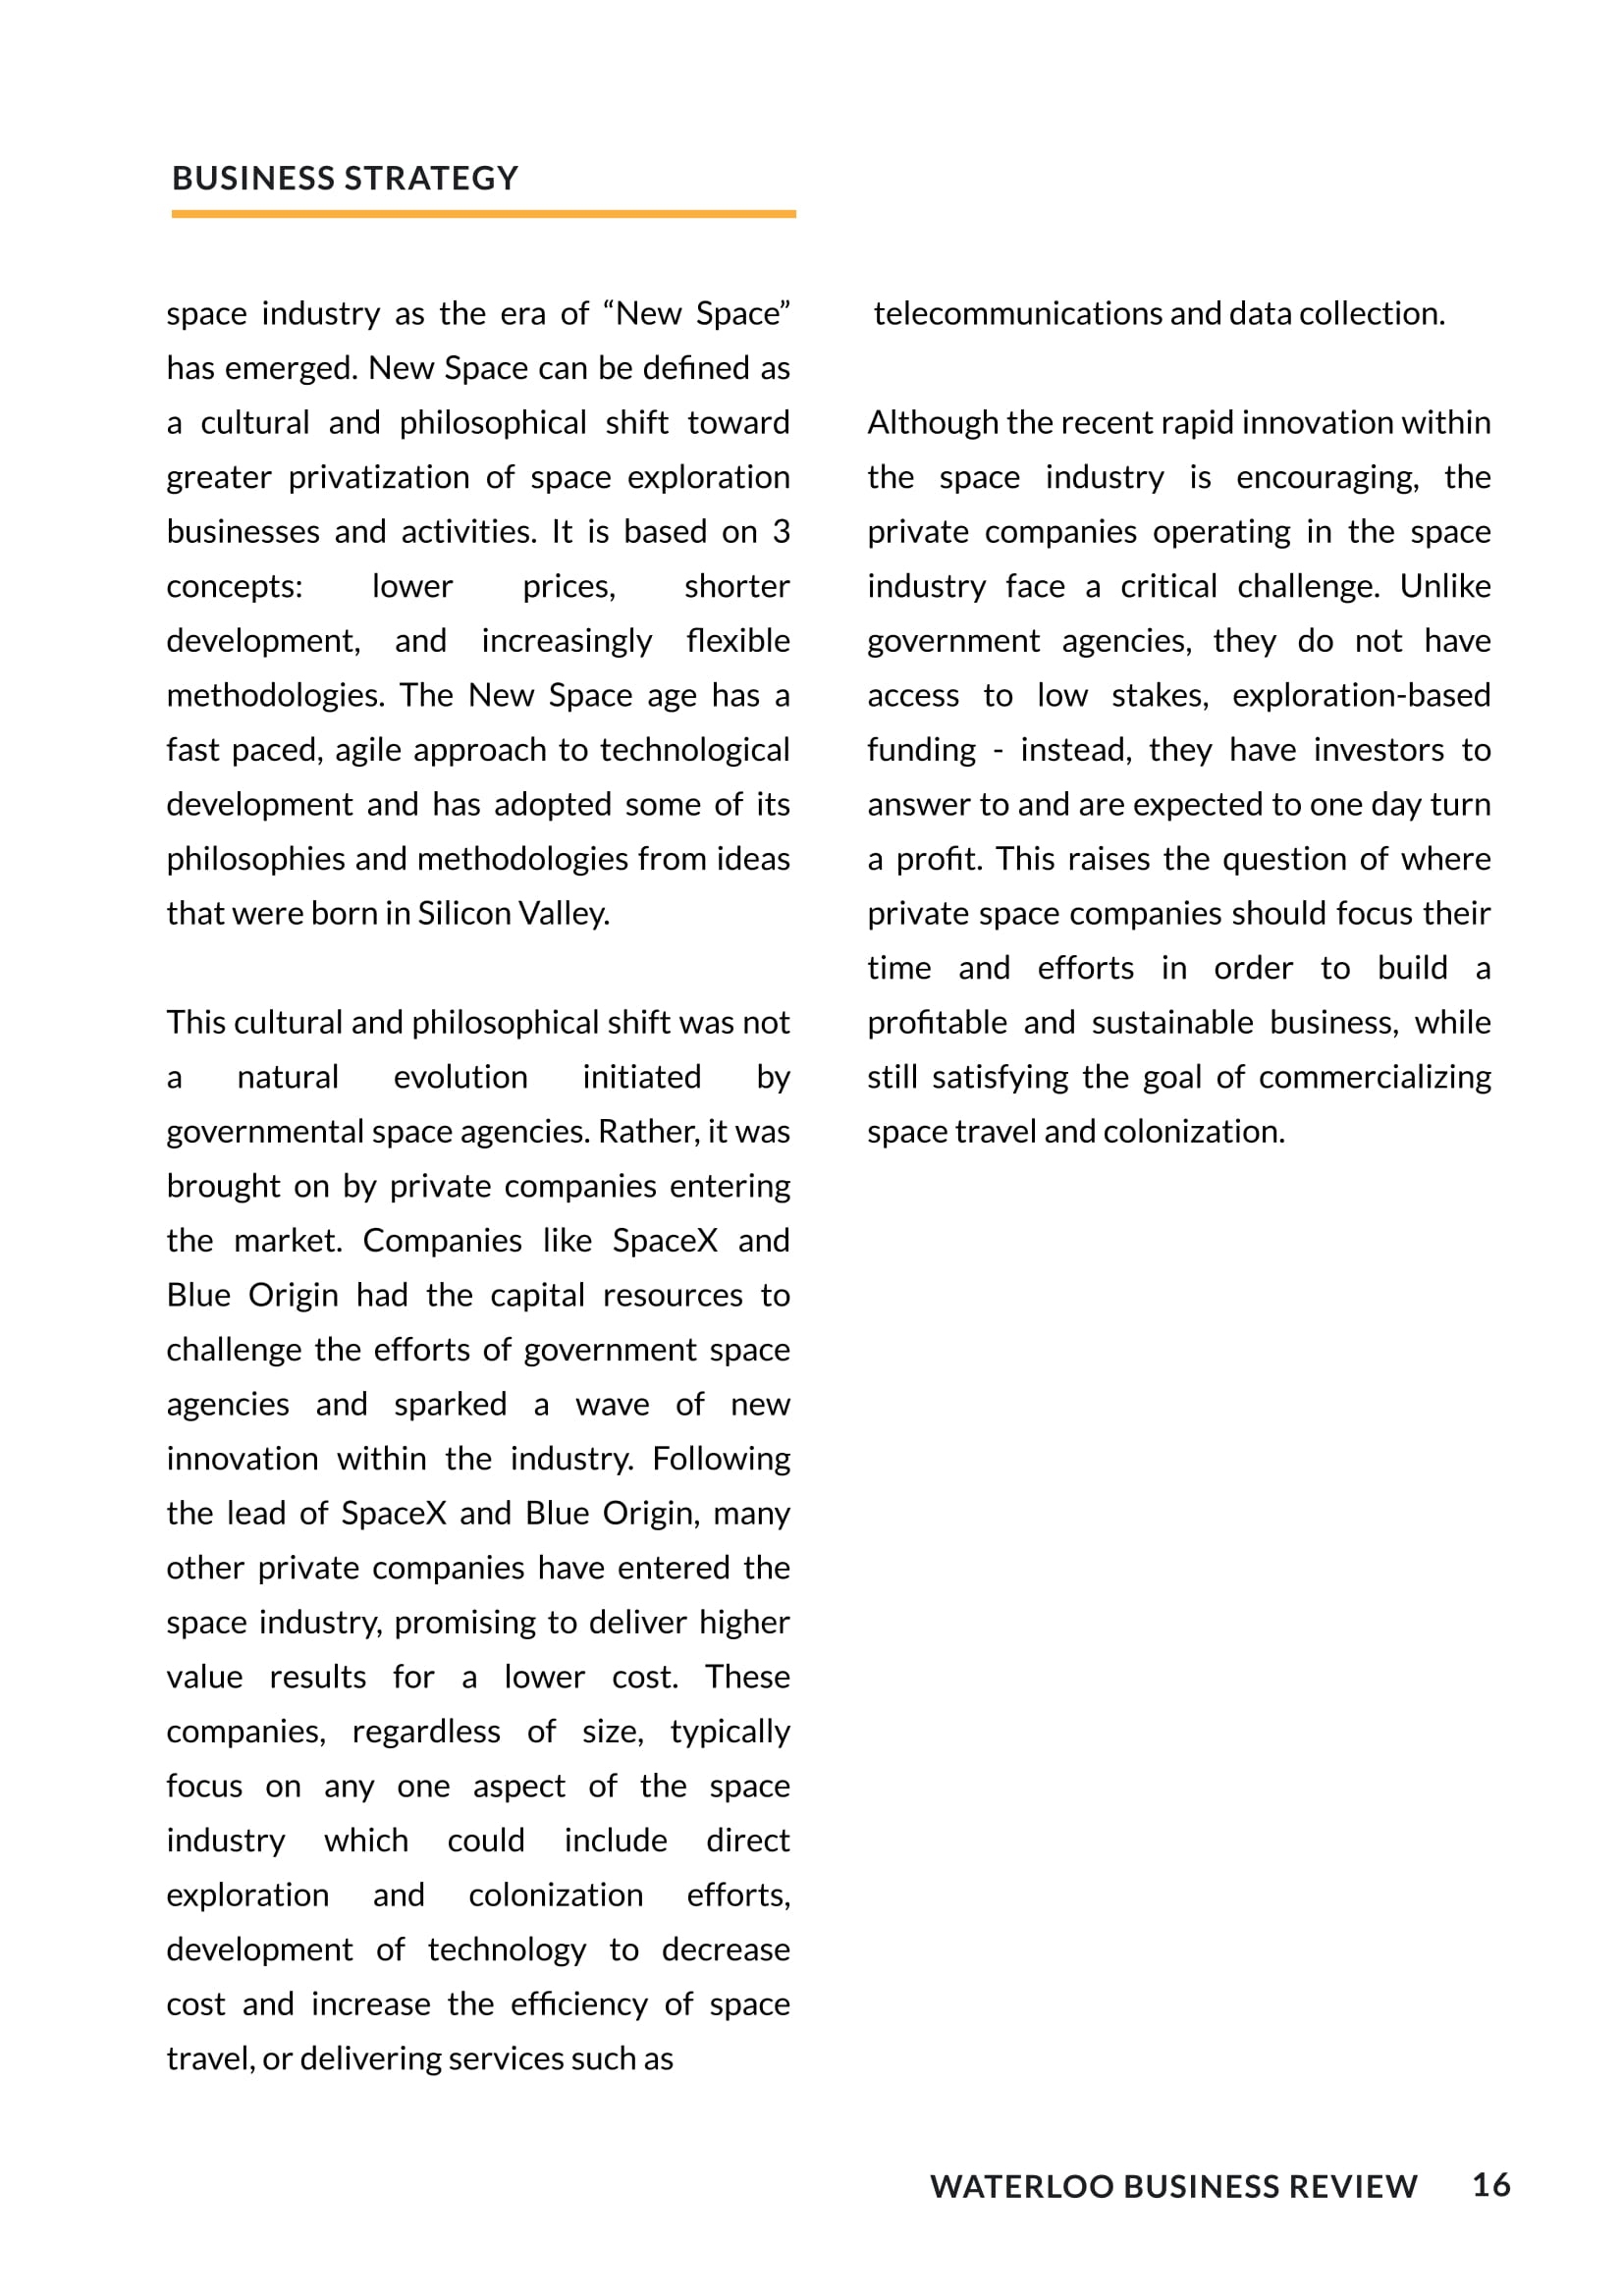 BUSINESS STRATEGY
space industry as the era of “New Space”
has emerged. New Space can be defined as
a cultural and philosophical shift toward
greater privatization of space exploration
businesses and activities. It is based on 3
concepts: lower prices, shorter
development, and increasingly flexible
methodologies. The New Space age has a
fast paced, agile approach to technological
development and has adopted some of its
philosophies and methodologies from ideas
that were born in Silicon Valley.
This cultural and philosophical shift was not
a natural evolution initiated by
governmental space agencies. Rather, it was
brought on by private companies entering
the market. Companies like SpaceX and
Blue Origin had the capital resources to
challenge the efforts of government space
agencies and sparked a wave of new
innovation within the industry. Following
the lead of SpaceX and Blue Origin, many
other private companies have entered the
space industry, promising to deliver higher
value results for a lower cost. These
companies, regardless of size, typically
focus on any one aspect of the space
industry which could include direct
exploration and colonization efforts,
development of technology to decrease
cost and increase the efficiency of space
travel, or delivering services such as
telecommunications and data collection.
Although the recent rapid innovation within
the space industry is encouraging, the
private companies operating in the space
industry face a critical challenge. Unlike
government agencies, they do not have
access to low stakes, exploration-based
funding - instead, they have investors to
answer to and are expected to one day turn
a profit. This raises the question of where
private space companies should focus their
time and efforts in order to build a
profitable and sustainable business, while
still satisfying the goal of commercializing
space travel and colonization.
WATERLOO BUSINESS REVIEW 16